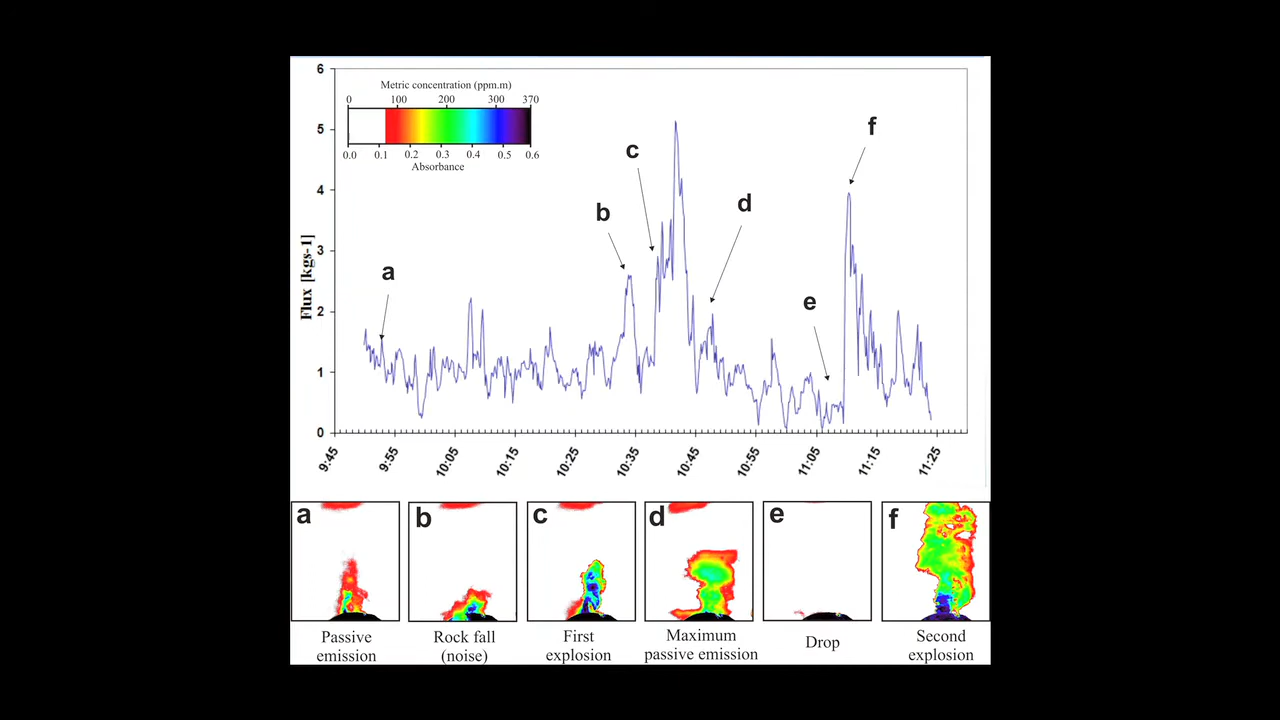 6
Metric concentration (ppm.m)
0 100 200 300 370
0.0 0.1 0.2 0.3 0.4 0.5 0.6
Absorbance
5
4
3
2
1
0
Flux [kgs-1]
a
b
c
d
e
f
9:45 9:55 10:05 10:15 10:25 10:35 10:45 10:55 11:05 11:15 11:25
a b c d e f
Passive
emission
Rock fall
(noise)
First
explosion
Maximum
passive emission
Drop
Second
explosion